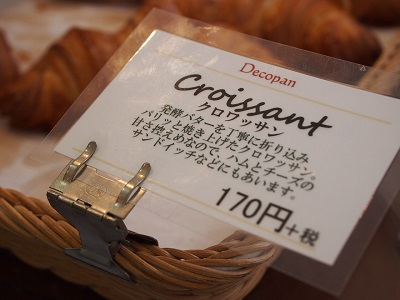 Decopan
Croissant
クロワッサン
発酵バターを丁寧に折り込み
パリッと焼き上げたクロワッサン。
甘さ控えめなので、ハムとチーズの
サンドイッチなどにもあいます。
170円+税